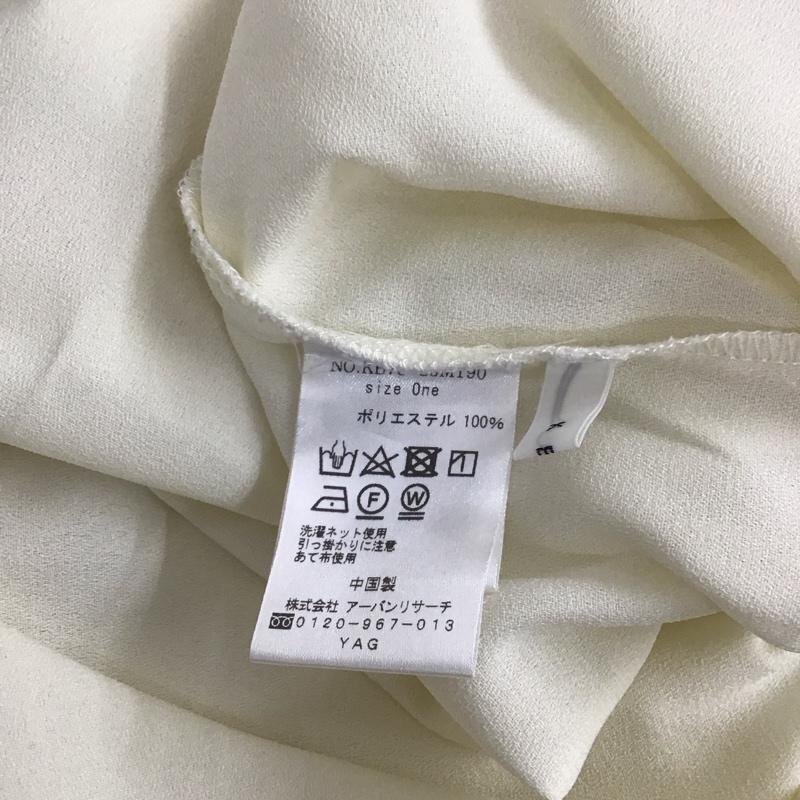 size One
ポリエステル 100%
F W
洗濯ネット使用
引っ掛かりに注意
あて布使用
中国製
株式会社 アーバンリサーチ
0120-967-013
YAG